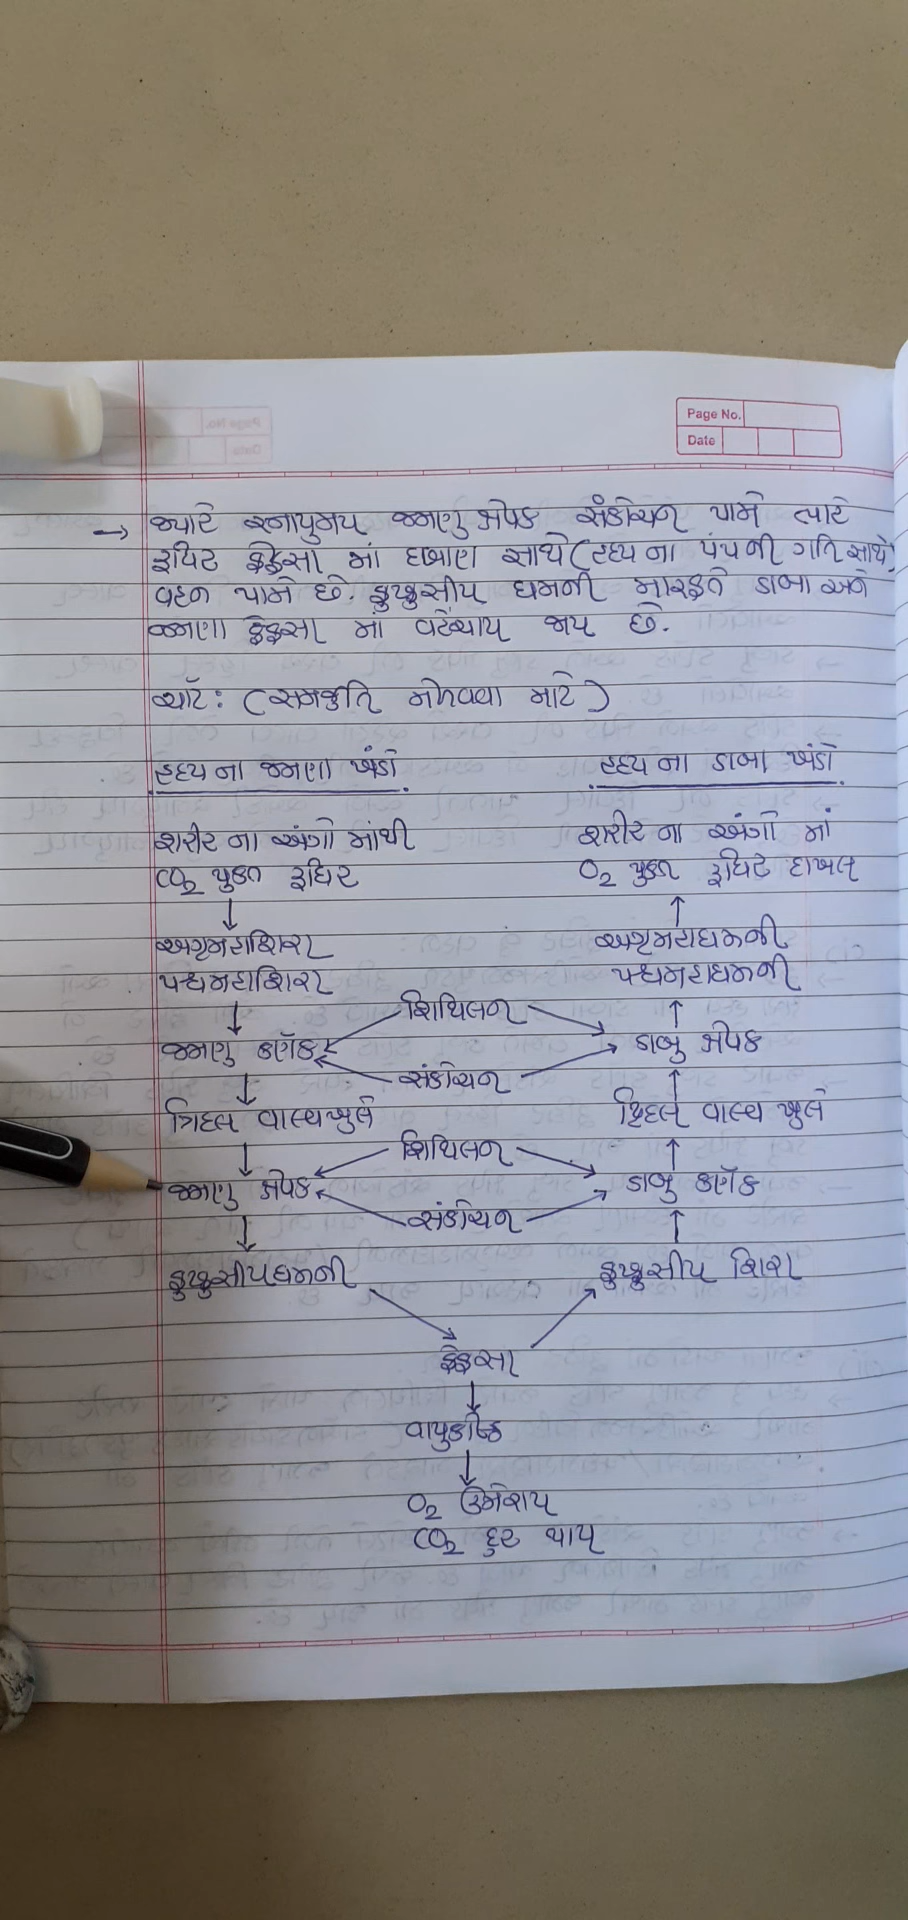 Page No.
Date
→ જ્યારે સ્નાયુમય જમણુ ક્ષેપક સંકોચન પામે ત્યારે
રૂધિર ફેફસા માં દબાણ સાથે (હ્દય ના પંપ ની ગતિ સાથે)
વહન પામે છે. ફુફ્ફુસીય ધમની મારફતે ડાબા અને
જમણા ફેફસા માં વહેંચાય જાય છે.
ચાર્ટ: (સમજુતિ મેળવવા માટે)
હ્દય ના જમણા ખંડો હ્દય ના ડાબા ખંડો
શરીર ના અંગો માંથી શરીર ના અંગો માં
CO₂ યુક્ત રૂધિર O₂ યુક્ત રૂધિર દાખલ
↓ ↑
અગ્રમહાશિરા અગ્રમહાધમની
પશ્ચમહાશિરા પશ્ચમહાધમની
↓ શિથિલન ↑
જમણુ કર્ણક ડાબુ ક્ષેપક
↓ સંકોચન ↑
ત્રિદલ વાલ્વ ખુલે દ્વિદલ વાલ્વ ખુલે
↓ શિથિલન ↑
જમણુ ક્ષેપક ડાબુ કર્ણક
↓ સંકોચન ↑
ફુફ્ફુસીય ધમની ફુફ્ફુસીય શિરા
ફેફસા
↓
વાયુકોષ્ઠ
↓
O₂ ઉમેરાય
CO₂ દુર થાય